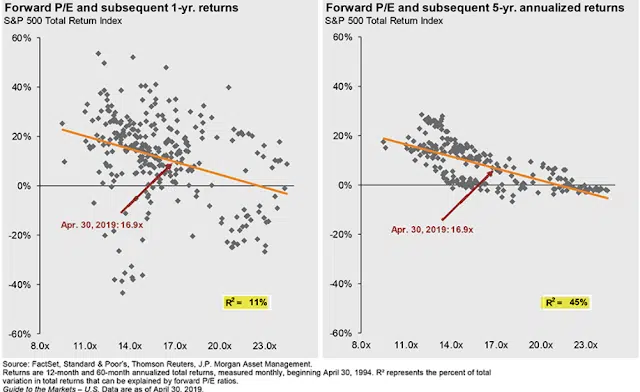 Forward P/E and subsequent 1-yr. returns
S&P 500 Total Return Index
60%
40%
20%
0%
-20%
-40%
-60%
Apr. 30, 2019: 16.9x
R² = 11%
8.0x 11.0x 14.0x 17.0x 20.0x 23.0x
Forward P/E and subsequent 5-yr. annualized returns
S&P 500 Total Return Index
60%
40%
20%
0%
-20%
-40%
-60%
Apr. 30, 2019: 16.9x
R² = 45%
8.0x 11.0x 14.0x 17.0x 20.0x 23.0x
Source: FactSet, Standard & Poor's, Thomson Reuters, J.P. Morgan Asset Management.
Returns are 12-month and 60-month annualized total returns, measured monthly, beginning April 30, 1994. R² represents the percent of total
variation in total returns that can be explained by forward P/E ratios.
Guide to the Markets – U.S. Data are as of April 30, 2019.